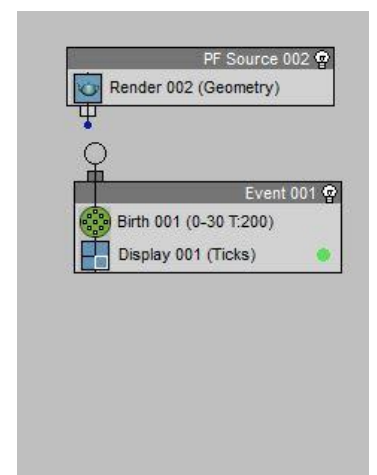 PF Source 002
Render 002 (Geometry)
Event 001
Birth 001 (0-30 T:200)
Display 001 (Ticks)